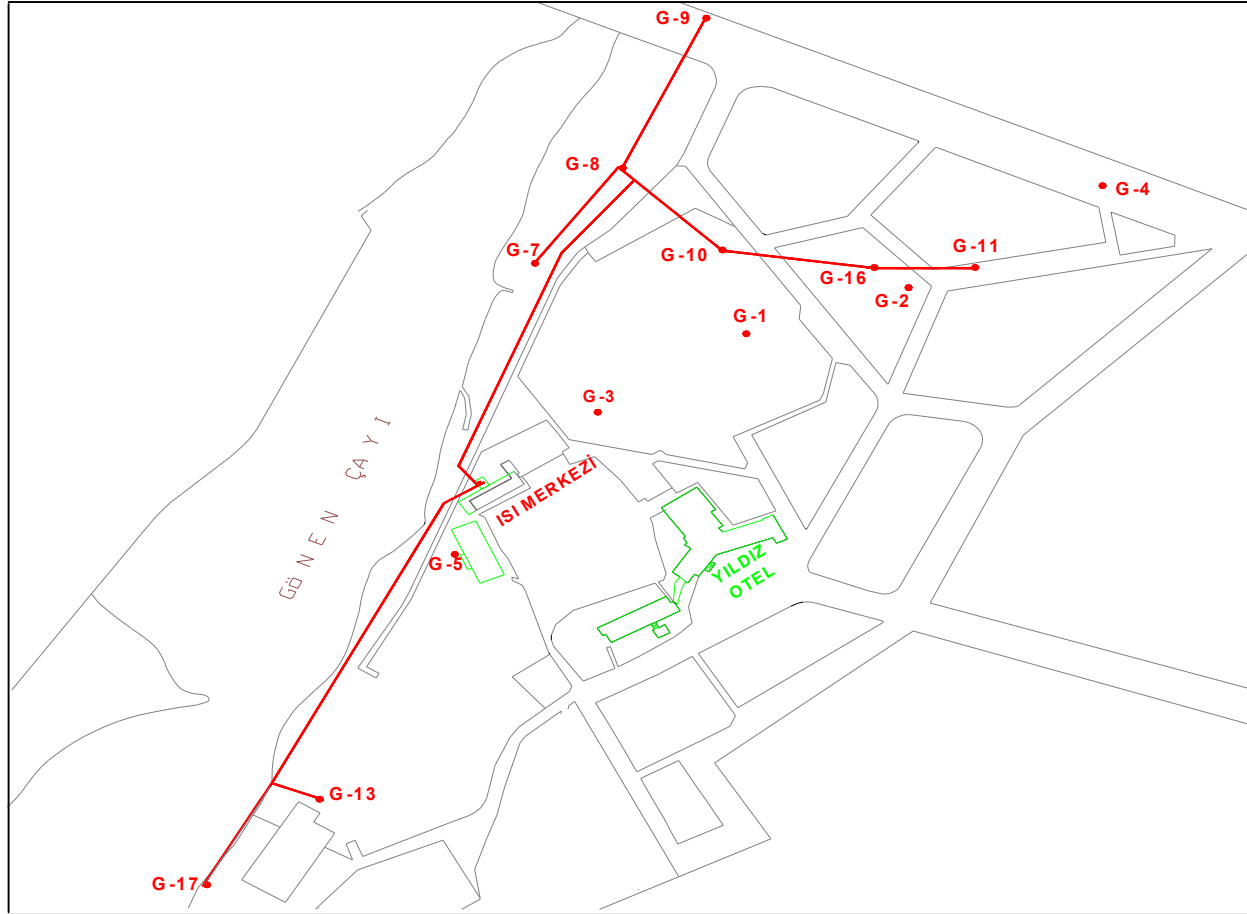 G-9
G-8
G-4
G-7
G-10
G-11
G-16
G-2
G-1
G-3
GÖNEN ÇAYI
ISI MERKEZİ
G-5
YILDIZ
OTEL
G-13
G-17